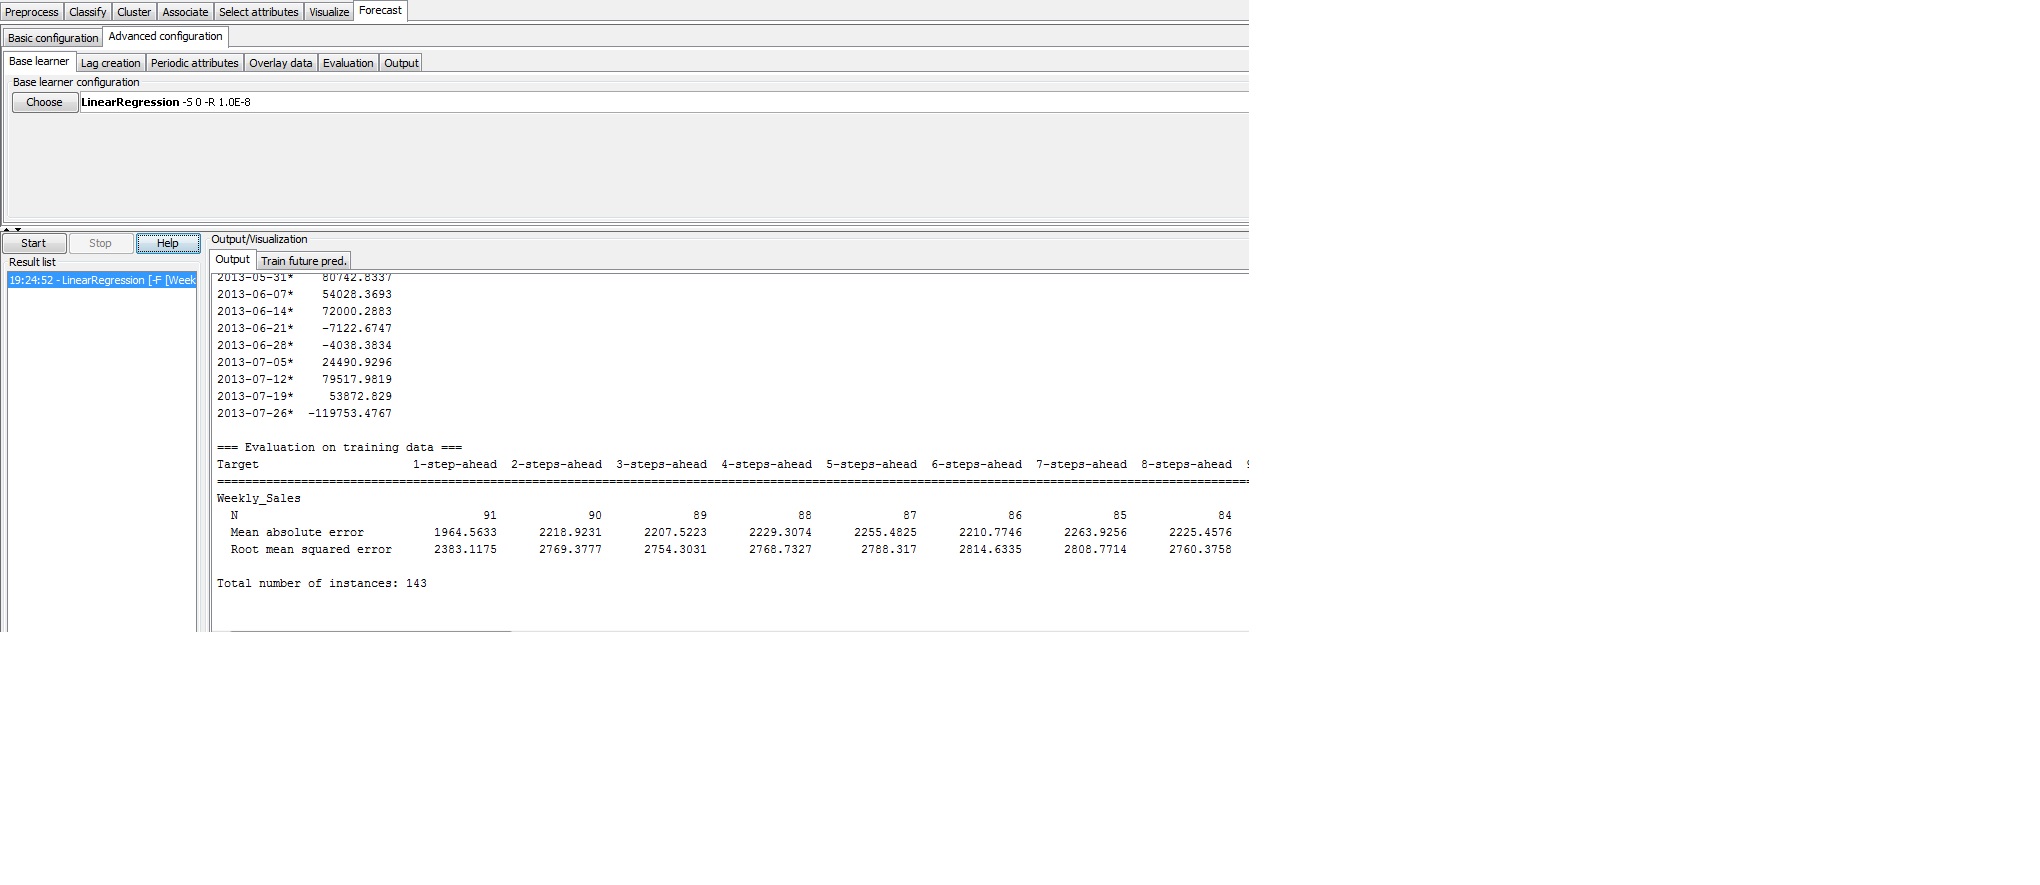 Preprocess Classify Cluster Associate Select attributes Visualize Forecast
Basic configuration Advanced configuration
Base learner Lag creation Periodic attributes Overlay data Evaluation Output
Base learner configuration
Choose LinearRegression -S 0 -R 1.0E-8
Start Stop Help Output/Visualization
Result list Output Train future pred.
19:24:52 - LinearRegression [-F [Week
2013-05-31* 80742.8337
2013-06-07* 54028.3693
2013-06-14* 72000.2883
2013-06-21* -7122.6747
2013-06-28* -4038.3834
2013-07-05* 24490.9296
2013-07-12* 79517.9819
2013-07-19* 53872.829
2013-07-26* -119753.4767
=== Evaluation on training data ===
Target 1-step-ahead 2-steps-ahead 3-steps-ahead 4-steps-ahead 5-steps-ahead 6-steps-ahead 7-steps-ahead 8-steps-ahead
Weekly_Sales
N 91 90 89 88 87 86 85 84
Mean absolute error 1964.5633 2218.9231 2207.5223 2229.3074 2255.4825 2210.7746 2263.9256 2225.4576
Root mean squared error 2383.1175 2769.3777 2754.3031 2768.7327 2788.317 2814.6335 2808.7714 2760.3758
Total number of instances: 143